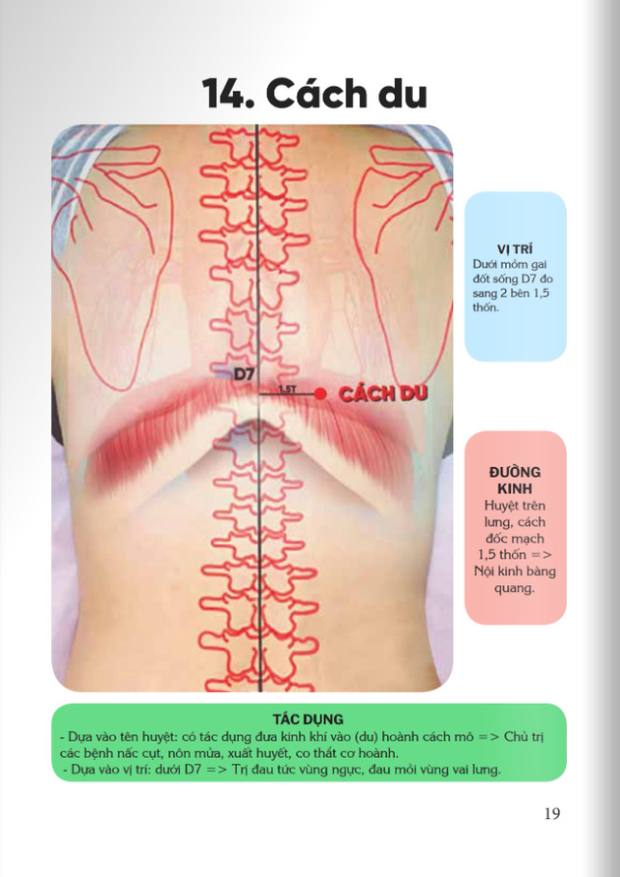 14. Cách du
VỊ TRÍ
Dưới mỏm gai
đốt sống D7 đo
sang 2 bên 1,5
thốn.
D7
1.5T
CÁCH DU
ĐƯỜNG
KINH
Huyệt trên
lưng, cách
đốc mạch
1,5 thốn =>
Nội kinh bàng
quang.
TÁC DỤNG
- Dựa vào tên huyệt: có tác dụng đưa kinh khí vào (du) hoành cách mô => Chủ trị
các bệnh nấc cụt, nôn mửa, xuất huyết, co thắt cơ hoành.
- Dựa vào vị trí: dưới D7 => Trị đau tức vùng ngực, đau mỏi vùng vai lưng.
19